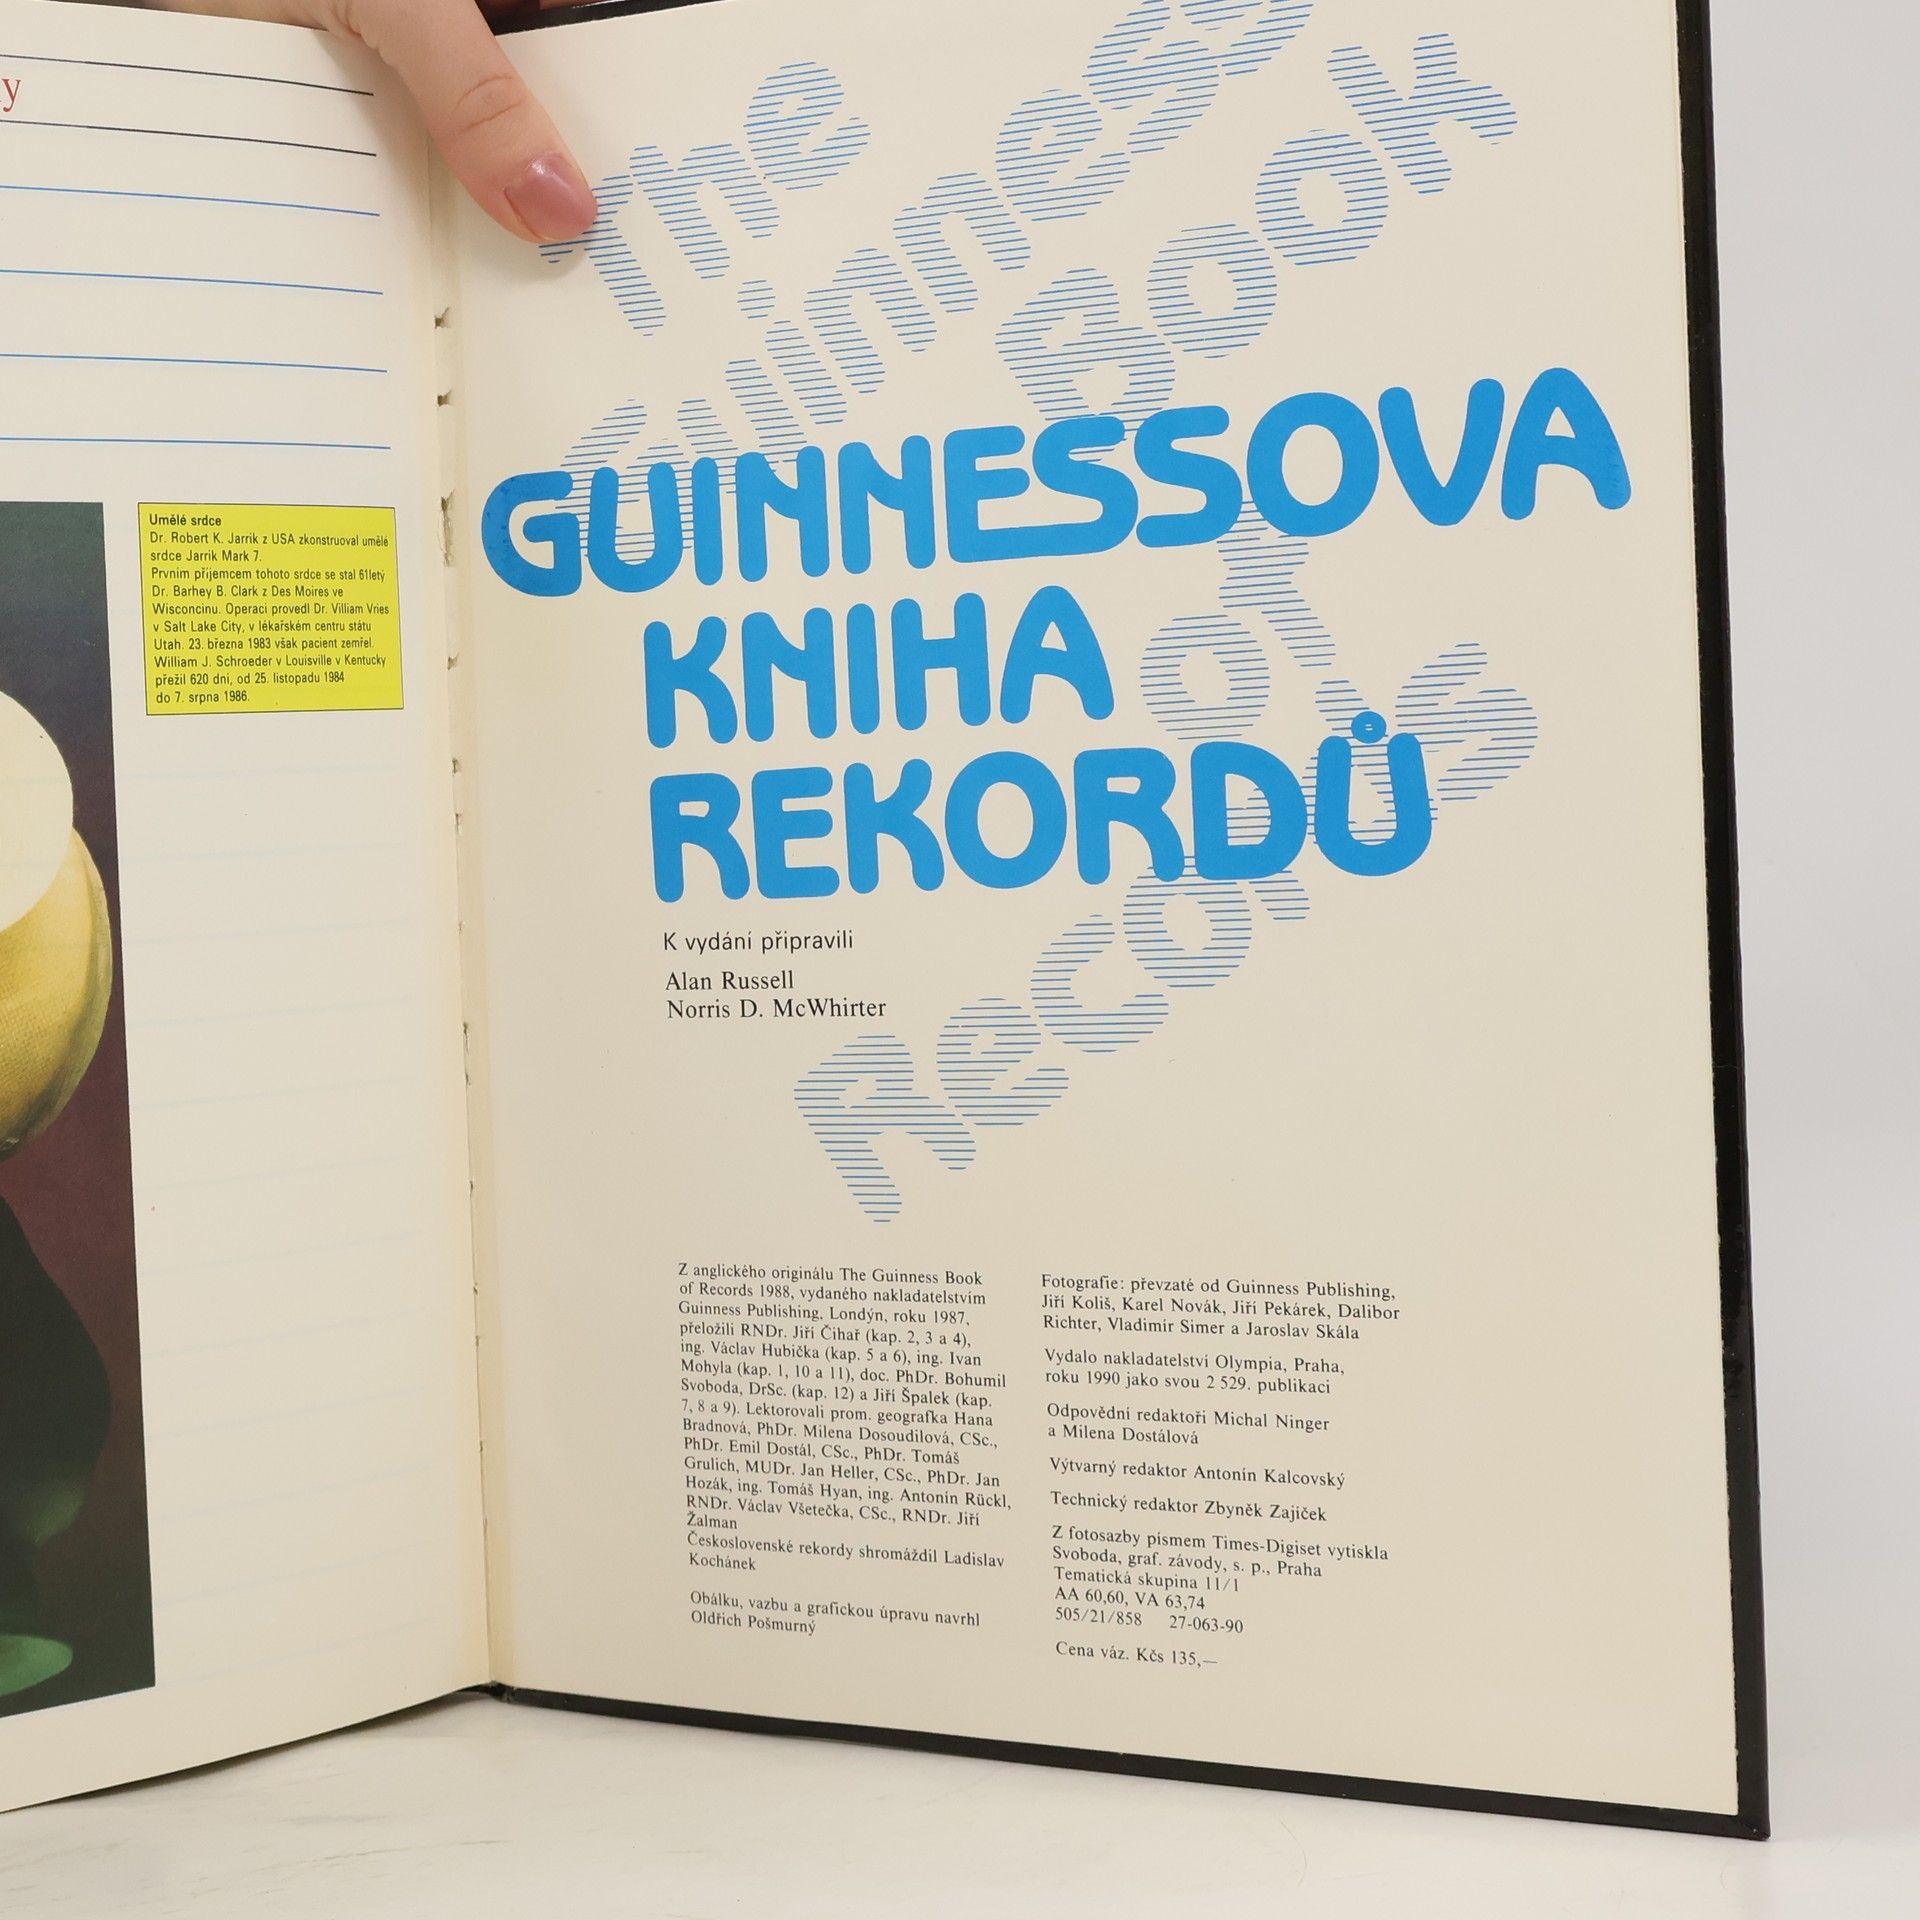 y
Umělé srdce
Dr. Robert K. Jarrik z USA zkonstruoval umělé
srdce Jarrik Mark 7.
Prvním příjemcem tohoto srdce se stal 61letý
Dr. Barhey B. Clark z Des Moires ve
Wisconcinu. Operaci provedl Dr. Villiam Vries
v Salt Lake City, v lékařském centru státu
Utah. 23. března 1983 však pacient zemřel.
William J. Schroeder v Louisville v Kentucky
přežil 620 dní, od 25. listopadu 1984
do 7. srpna 1986.
The
Guinness
Book
of
Records
GUINNESSOVA
KNIHA
REKORDŮ
K vydání připravili
Alan Russell
Norris D. McWhirter
Z anglického originálu The Guinness Book
of Records 1988, vydaného nakladatelstvím
Guinness Publishing, Londýn, roku 1987,
přeložili RNDr. Jiří Čihař (kap. 2, 3 a 4),
ing. Václav Hubička (kap. 5 a 6), ing. Ivan
Mohyla (kap. 1, 10 a 11), doc. PhDr. Bohumil
Svoboda, DrSc. (kap. 12) a Jiří Špalek (kap.
7, 8 a 9). Lektorovali prom. geografka Hana
Bradnová, PhDr. Milena Dosoudilová, CSc.,
PhDr. Emil Dostál, CSc., PhDr. Tomáš
Grulich, MUDr. Jan Heller, CSc., PhDr. Jan
Hozák, ing. Tomáš Hyan, ing. Antonín Rückl,
RNDr. Václav Všetečka, CSc., RNDr. Jiří
Žalman
Československé rekordy shromáždil Ladislav
Kochánek
Obálku, vazbu a grafickou úpravu navrhl
Oldřich Pošmurný
Fotografie: převzaté od Guinness Publishing,
Jiří Koliš, Karel Novák, Jiří Pekárek, Dalibor
Richter, Vladimír Simer a Jaroslav Skála
Vydalo nakladatelství Olympia, Praha,
roku 1990 jako svou 2 529. publikaci
Odpovědní redaktoři Michal Ninger
a Milena Dostálová
Výtvarný redaktor Antonín Kalcovský
Technický redaktor Zbyněk Zajíček
Z fotosazby písmem Times-Digiset vytiskla
Svoboda, graf. závody, s. p., Praha
Tematická skupina 11/1
AA 60,60, VA 63,74
505/21/858 27-063-90
Cena váz. Kčs 135,—